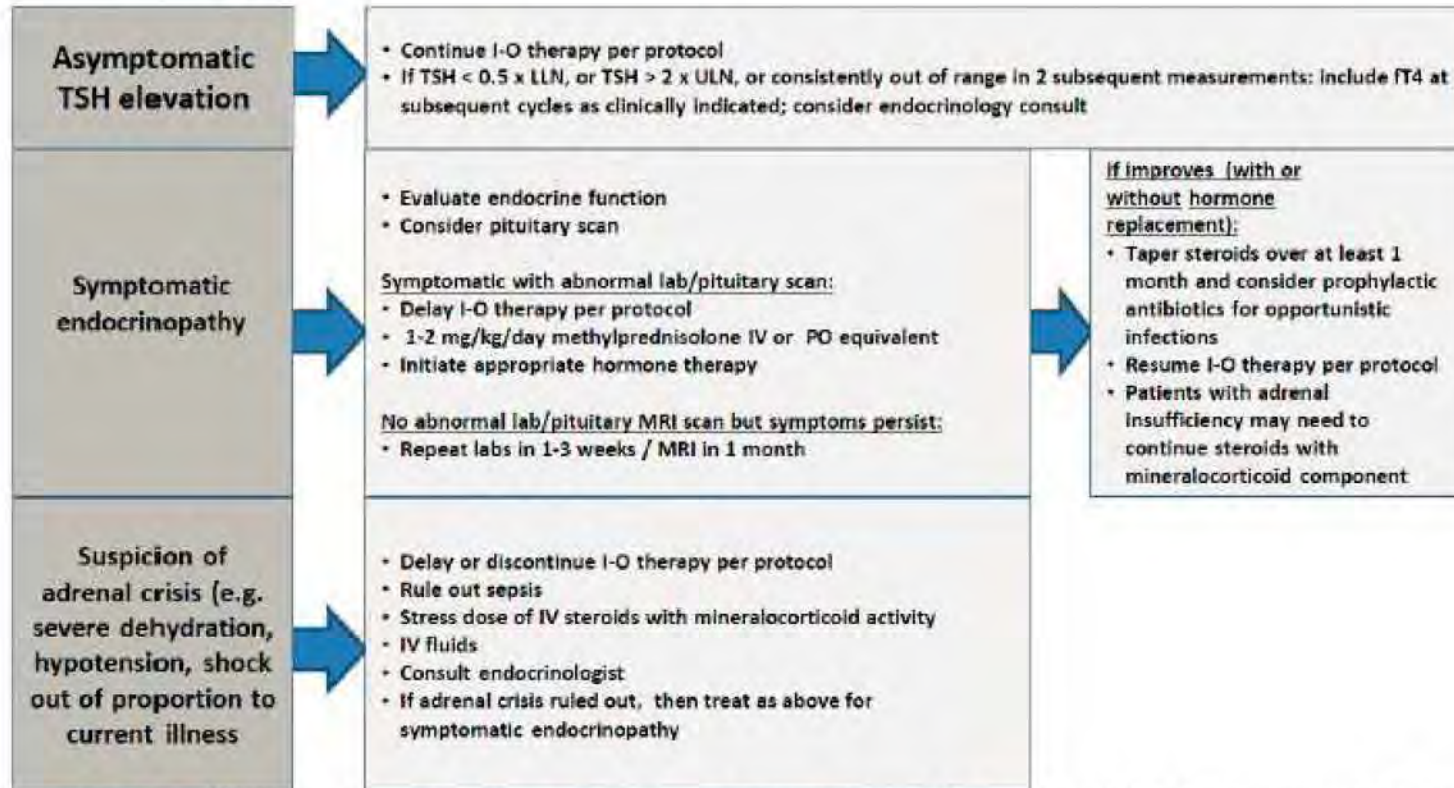 Asymptomatic
TSH elevation
• Continue I-O therapy per protocol
• If TSH < 0.5 x LLN, or TSH > 2 x ULN, or consistently out of range in 2 subsequent measurements: include fT4 at
subsequent cycles as clinically indicated; consider endocrinology consult
Symptomatic
endocrinopathy
• Evaluate endocrine function
• Consider pituitary scan
Symptomatic with abnormal lab/pituitary scan:
• Delay I-O therapy per protocol
• 1-2 mg/kg/day methylprednisolone IV or PO equivalent
• Initiate appropriate hormone therapy
No abnormal lab/pituitary MRI scan but symptoms persist:
• Repeat labs in 1-3 weeks / MRI in 1 month
If improves (with or
without hormone
replacement):
• Taper steroids over at least 1
month and consider prophylactic
antibiotics for opportunistic
infections
• Resume I-O therapy per protocol
• Patients with adrenal
insufficiency may need to
continue steroids with
mineralocorticoid component
Suspicion of
adrenal crisis (e.g.
severe dehydration,
hypotension, shock
out of proportion to
current illness
• Delay or discontinue I-O therapy per protocol
• Rule out sepsis
• Stress dose of IV steroids with mineralocorticoid activity
• IV fluids
• Consult endocrinologist
• If adrenal crisis ruled out, then treat as above for
symptomatic endocrinopathy